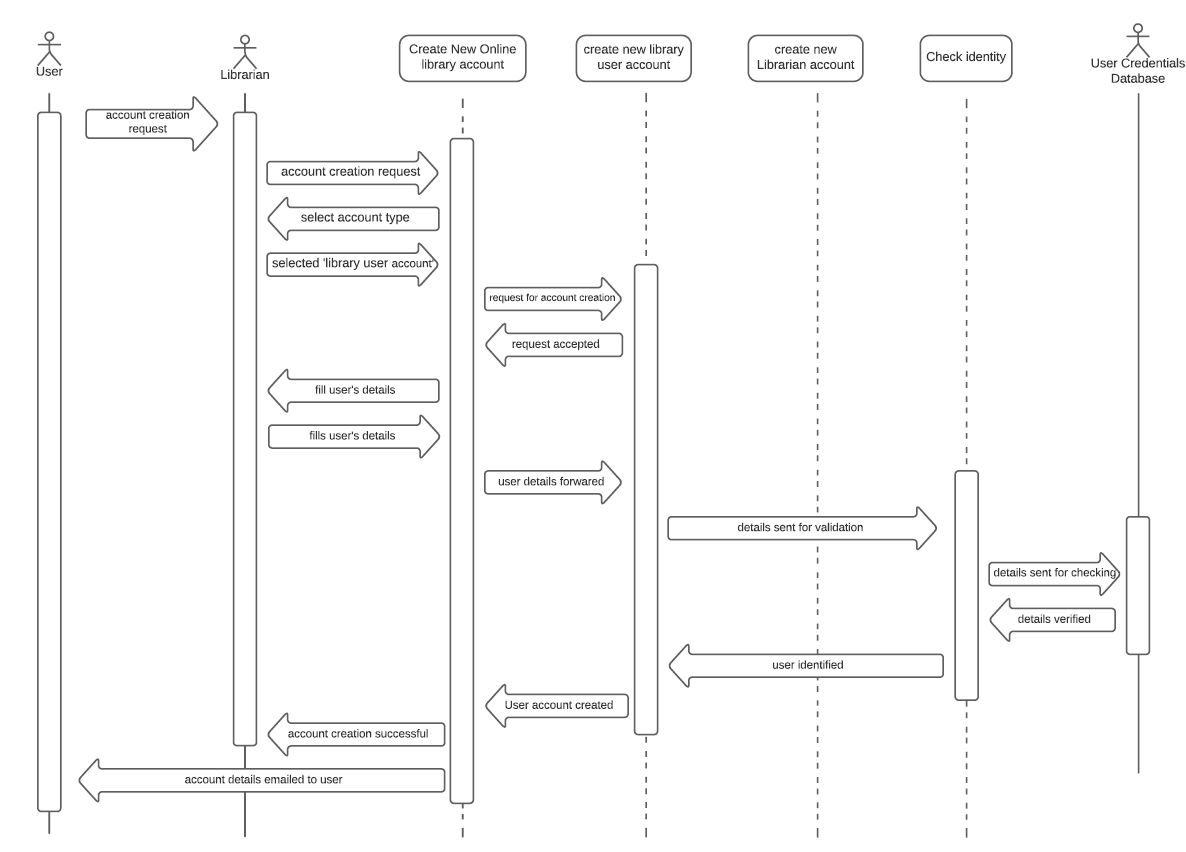 User
Librarian
Create New Online
library account
create new library
user account
create new
Librarian account
Check identity
User Credentials
Database
account creation
request
account creation request
select account type
selected 'library user account'
request for account creation
request accepted
fill user's details
fills user's details
user details forwared
details sent for validation
details sent for checking
details verified
user identified
User account created
account creation successful
account details emailed to user